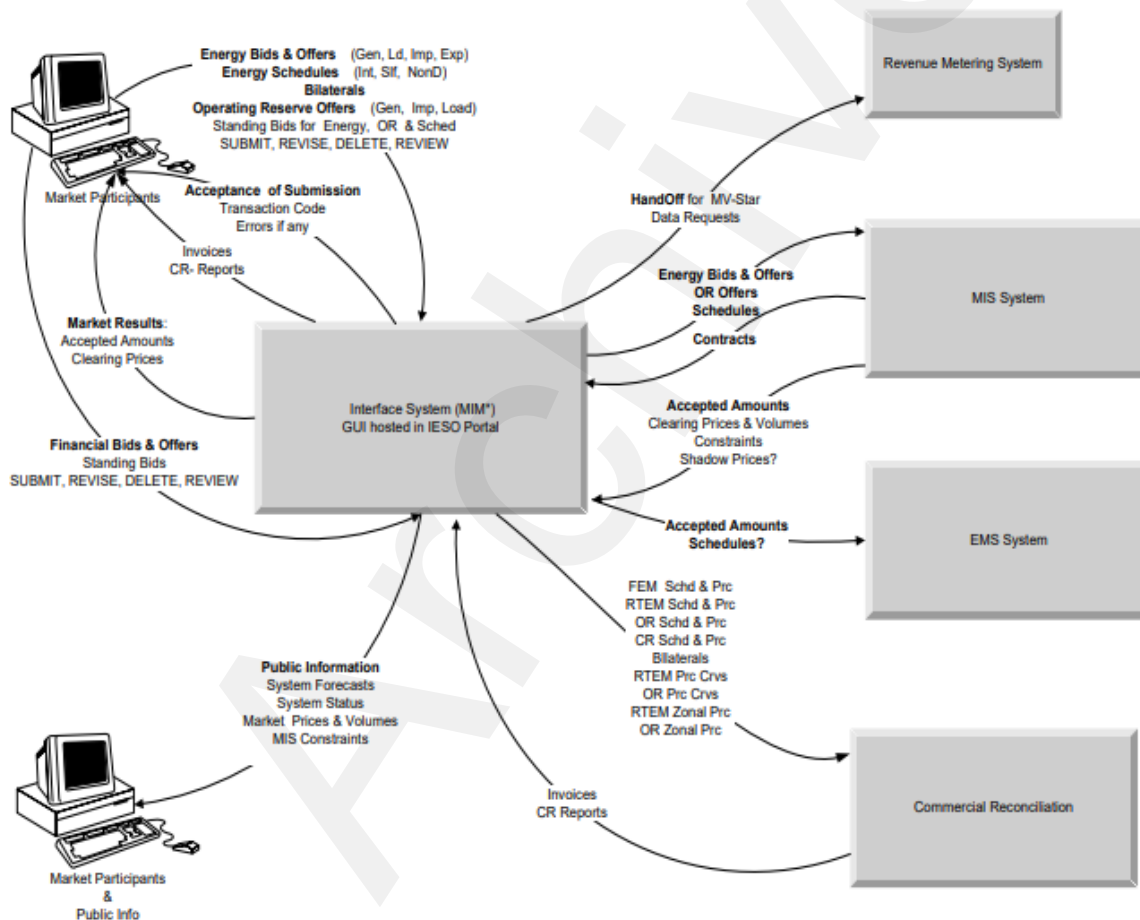 Energy Bids & Offers (Gen, Ld, Imp, Exp)
Energy Schedules (Int, Slf, NonD)
Bilaterals
Operating Reserve Offers (Gen, Imp, Load)
Standing Bids for Energy, OR & Sched
SUBMIT, REVISE, DELETE, REVIEW
Market Participants
Acceptance of Submission
Transaction Code
Errors if any
Invoices
CR- Reports
Market Results:
Accepted Amounts
Clearing Prices
Financial Bids & Offers
Standing Bids
SUBMIT, REVISE, DELETE, REVIEW
Interface System (MIM*)
GUI hosted in IESO Portal
Revenue Metering System
HandOff for MV-Star
Data Requests
Energy Bids & Offers
OR Offers
Schedules
Contracts
MIS System
Accepted Amounts
Clearing Prices & Volumes
Constraints
Shadow Prices?
Accepted Amounts
Schedules?
EMS System
FEM Schd & Prc
RTEM Schd & Prc
OR Schd & Prc
CR Schd & Prc
BIlaterals
RTEM Prc Crvs
OR Prc Crvs
RTEM Zonal Prc
OR Zonal Prc
Public Information
System Forecasts
System Status
Market Prices & Volumes
MIS Constraints
Invoices
CR Reports
Commercial Reconciliation
Market Participants
&
Public Info
Archive